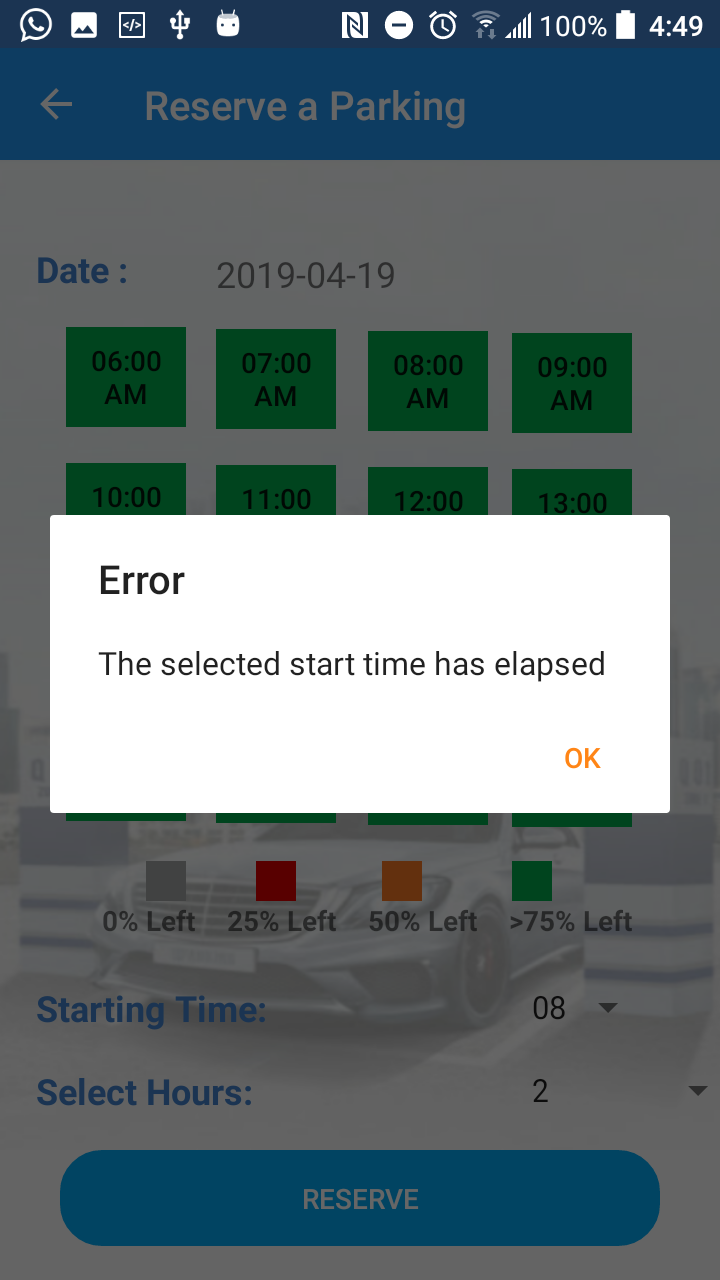 100% 4:49
Reserve a Parking
Date : 2019-04-19
06:00 AM 07:00 AM 08:00 AM 09:00 AM
10:00 11:00 12:00 13:00
Error
The selected start time has elapsed
OK
0% Left 25% Left 50% Left >75% Left
Starting Time: 08
Select Hours: 2
RESERVE